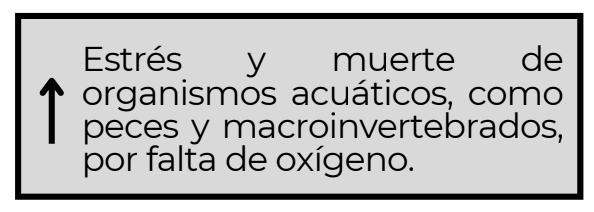 Estrés y muerte de
organismos acuáticos, como
peces y macroinvertebrados,
por falta de oxígeno.